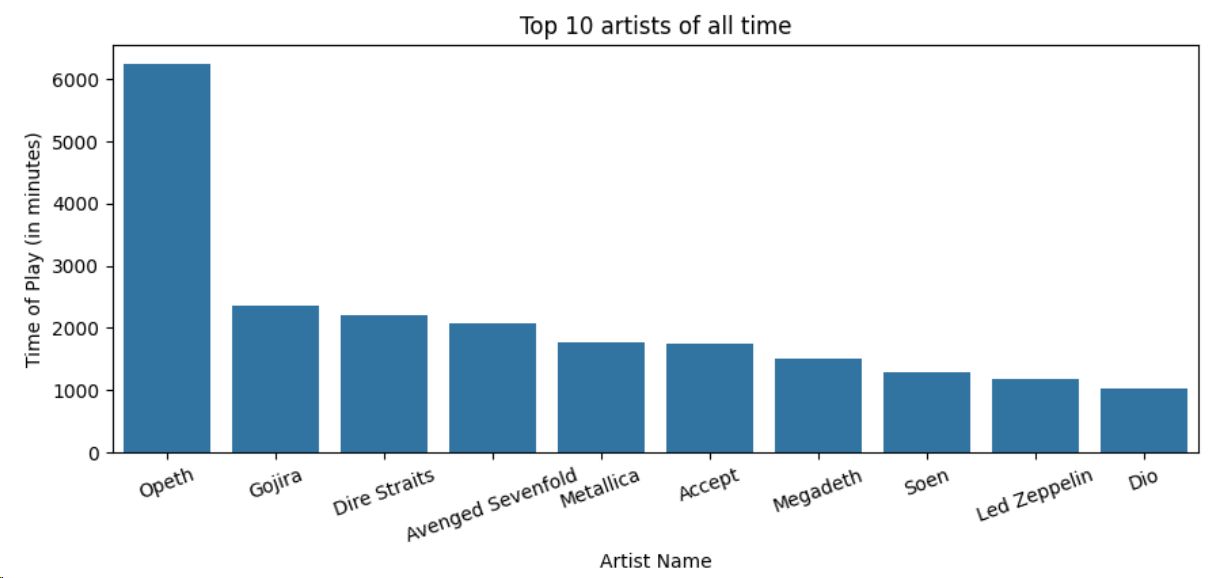 Top 10 artists of all time
Time of Play (in minutes)
6000
5000
4000
3000
2000
1000
0
Opeth
Gojira
Dire Straits
Avenged Sevenfold
Metallica
Accept
Megadeth
Soen
Led Zeppelin
Dio
Artist Name